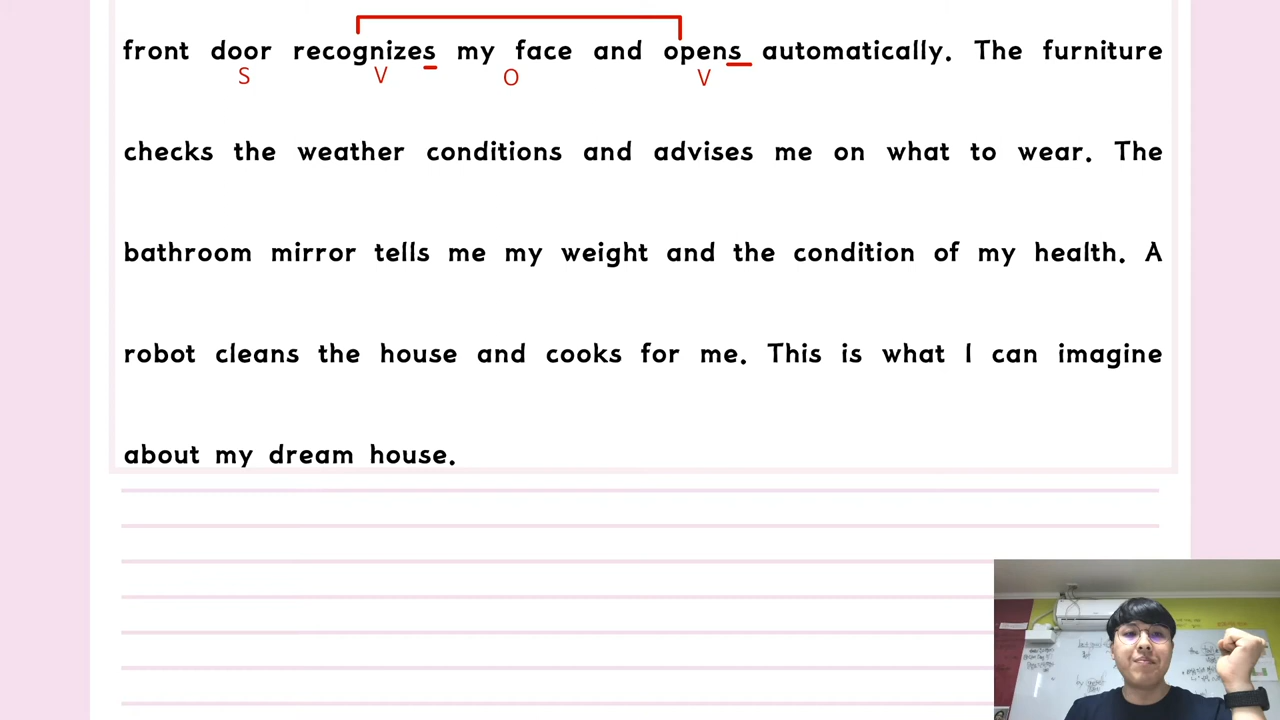 front door recognizes my face and opens automatically. The furniture
S V O V
checks the weather conditions and advises me on what to wear. The
bathroom mirror tells me my weight and the condition of my health. A
robot cleans the house and cooks for me. This is what I can imagine
about my dream house.